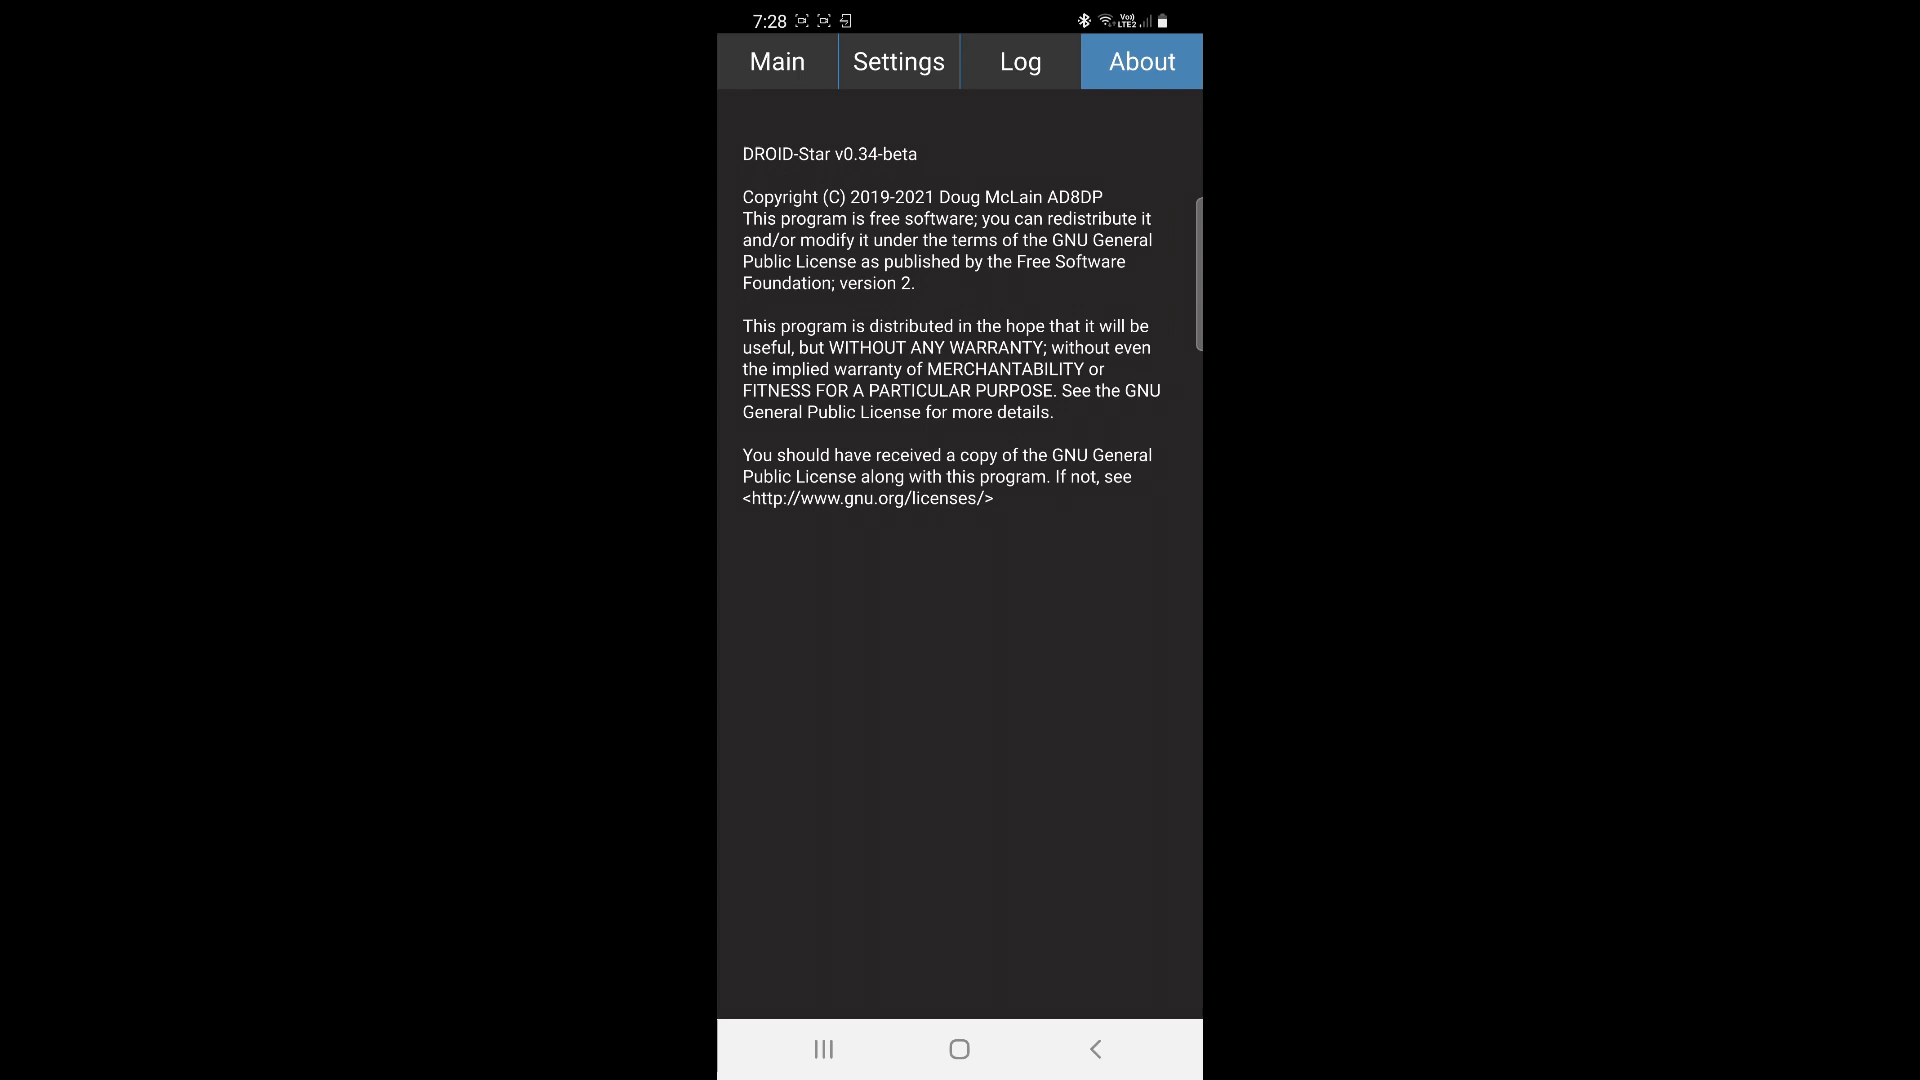 7:28
Vo)) LTE2
Main Settings Log About
DROID-Star v0.34-beta
Copyright (C) 2019-2021 Doug McLain AD8DP
This program is free software; you can redistribute it
and/or modify it under the terms of the GNU General
Public License as published by the Free Software
Foundation; version 2.
This program is distributed in the hope that it will be
useful, but WITHOUT ANY WARRANTY; without even
the implied warranty of MERCHANTABILITY or
FITNESS FOR A PARTICULAR PURPOSE. See the GNU
General Public License for more details.
You should have received a copy of the GNU General
Public License along with this program. If not, see
<http://www.gnu.org/licenses/>